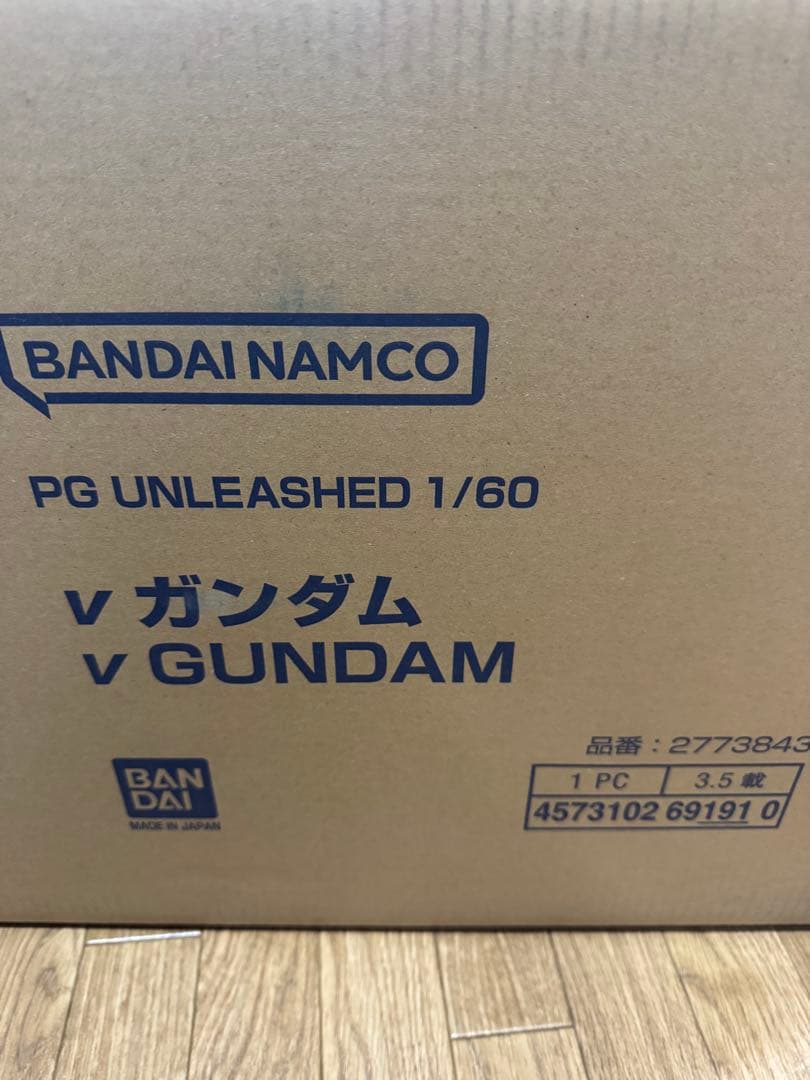 BANDAI NAMCO
PG UNLEASHED 1/60
ν ガンダム
ν GUNDAM
品番：2773843
1 PC 3.5 載
4573102 69191 0
BAN
DAI
MADE IN JAPAN